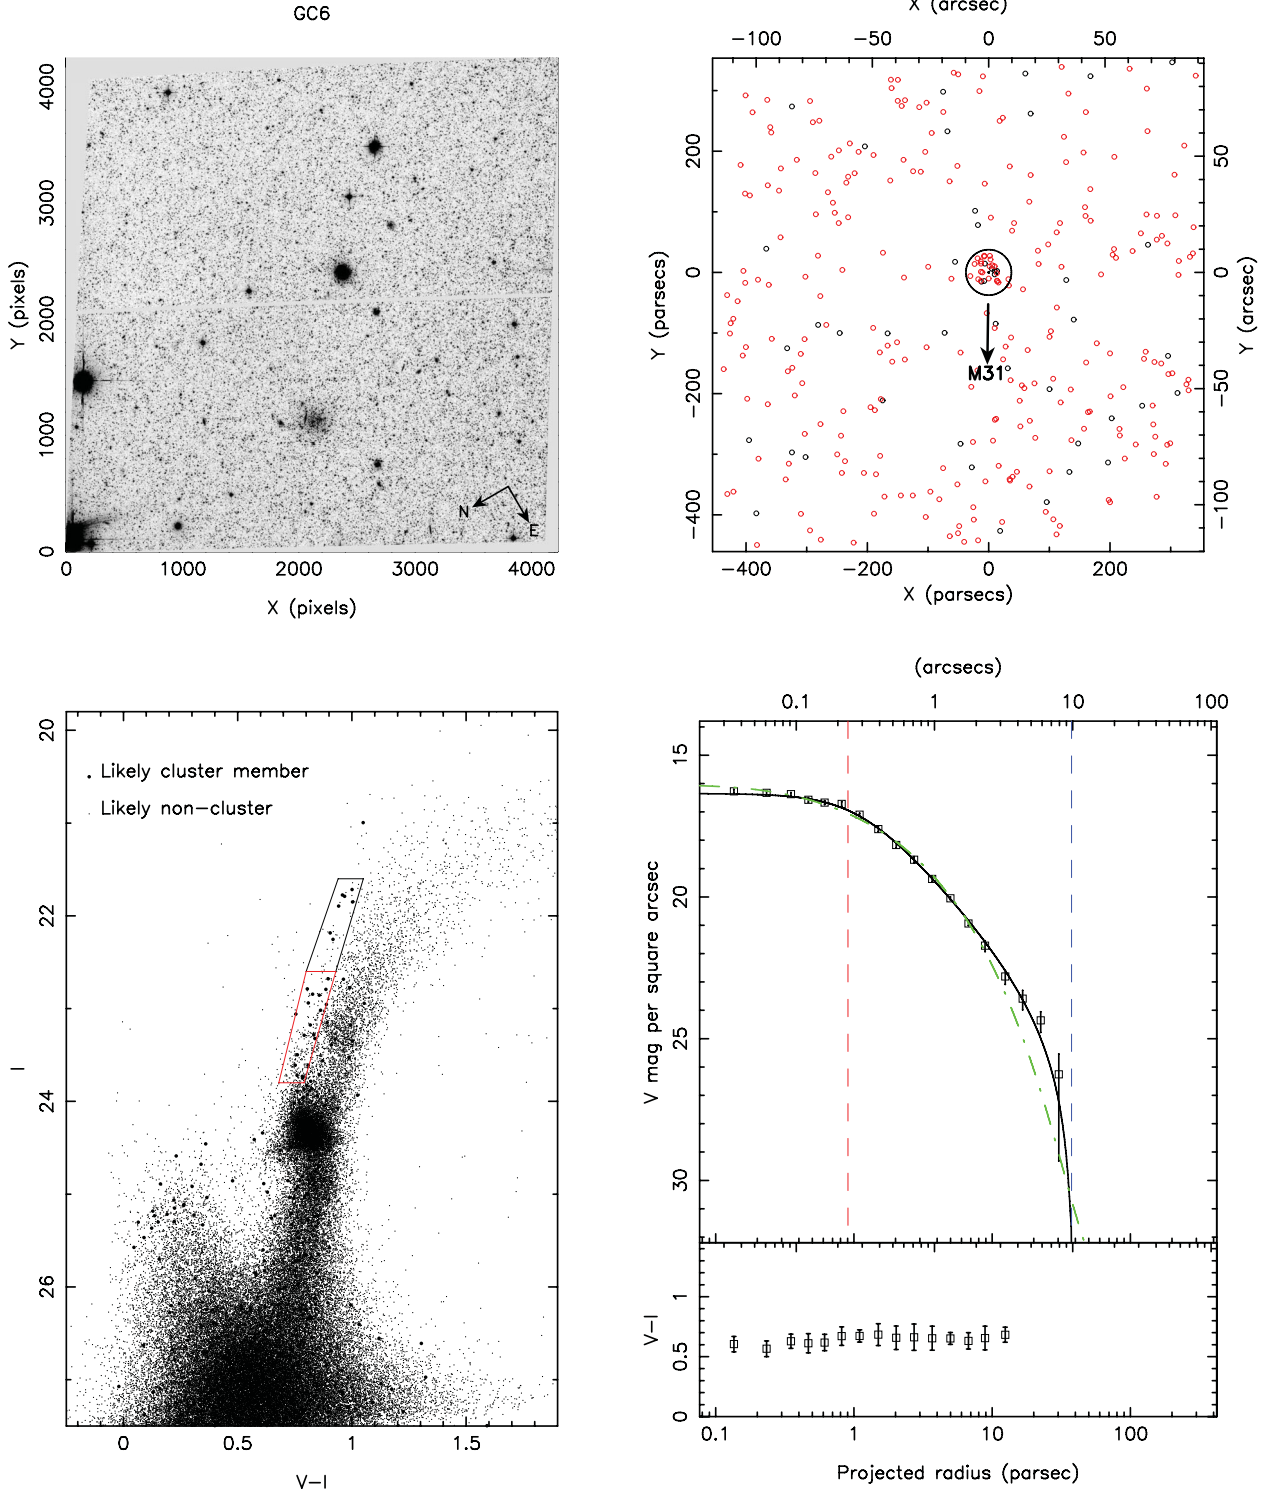 GC6
4000
3000
2000
1000
0
Y (pixels)
N
E
0 1000 2000 3000 4000
X (pixels)
X (arcsec)
−100 −50 0 50
200
0
−200
−400
Y (parsecs)
50
0
−50
−100
Y (arcsec)
M31
−400 −200 0 200
X (parsecs)
20
22
24
26
I
Likely cluster member
Likely non−cluster
0 0.5 1 1.5
V−I
(arcsecs)
0.1 1 10 100
15
20
25
30
V mag per square arcsec
1
0.5
0
V−I
0.1 1 10 100
Projected radius (parsec)